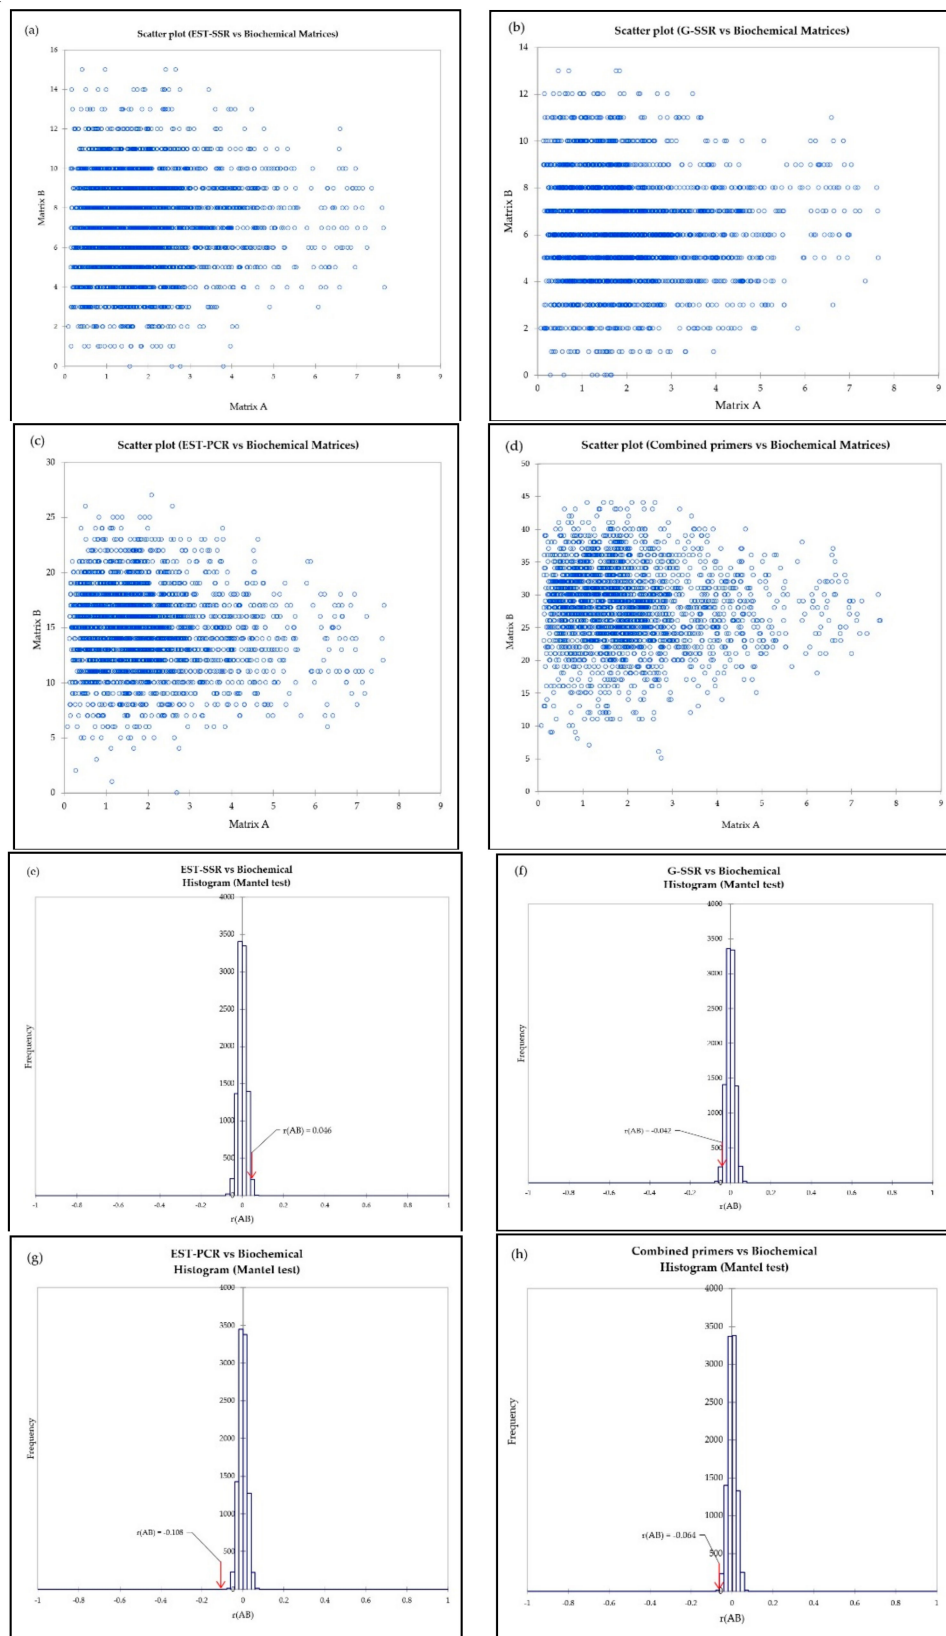 (a)
Scatter plot (EST-SSR vs Biochemical Matrices)
16
14
12
10
8
6
4
2
0
Matrix B
0 1 2 3 4 5 6 7 8 9
Matrix A
(b)
Scatter plot (G-SSR vs Biochemical Matrices)
14
12
10
8
6
4
2
0
Matrix B
0 1 2 3 4 5 6 7 8 9
Matrix A
(c)
Scatter plot (EST-PCR vs Biochemical Matrices)
30
25
20
15
10
5
0
Matrix B
0 1 2 3 4 5 6 7 8 9
Matrix A
(d)
Scatter plot (Combined primers vs Biochemical Matrices)
50
45
40
35
30
25
20
15
10
5
0
Matrix B
0 1 2 3 4 5 6 7 8 9
Matrix A
(e)
EST-SSR vs Biochemical
Histogram (Mantel test)
4000
3500
3000
2500
2000
1500
1000
500
0
Frequency
r(AB) = 0.046
-1 -0.8 -0.6 -0.4 -0.2 0 0.2 0.4 0.6 0.8 1
r(AB)
(f)
G-SSR vs Biochemical
Histogram (Mantel test)
4000
3500
3000
2500
2000
1500
1000
500
0
Frequency
r(AB) = -0.042
-1 -0.8 -0.6 -0.4 -0.2 0 0.2 0.4 0.6 0.8 1
r(AB)
(g)
EST-PCR vs Biochemical
Histogram (Mantel test)
4000
3500
3000
2500
2000
1500
1000
500
0
Frequency
r(AB) = -0.108
-1 -0.8 -0.6 -0.4 -0.2 0 0.2 0.4 0.6 0.8 1
r(AB)
(h)
Combined primers vs Biochemical
Histogram (Mantel test)
4000
3500
3000
2500
2000
1500
1000
500
0
Frequency
r(AB) = -0.064
-1 -0.8 -0.6 -0.4 -0.2 0 0.2 0.4 0.6 0.8 1
r(AB)